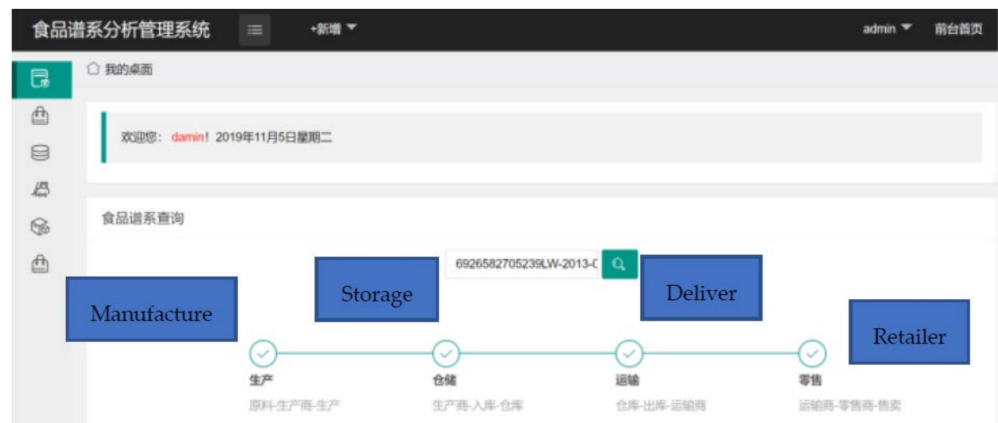 食品谱系分析管理系统 +新增 admin 前台首页
我的桌面
欢迎您: damin! 2019年11月5日星期二
食品谱系查询
6926582705239LW-2013-0
Manufacture
Storage
Deliver
Retailer
生产 仓储 运输 零售
原料-生产商-生产 生产商-入库-仓库 仓库-出库-运输商 运输商-零售商-售卖